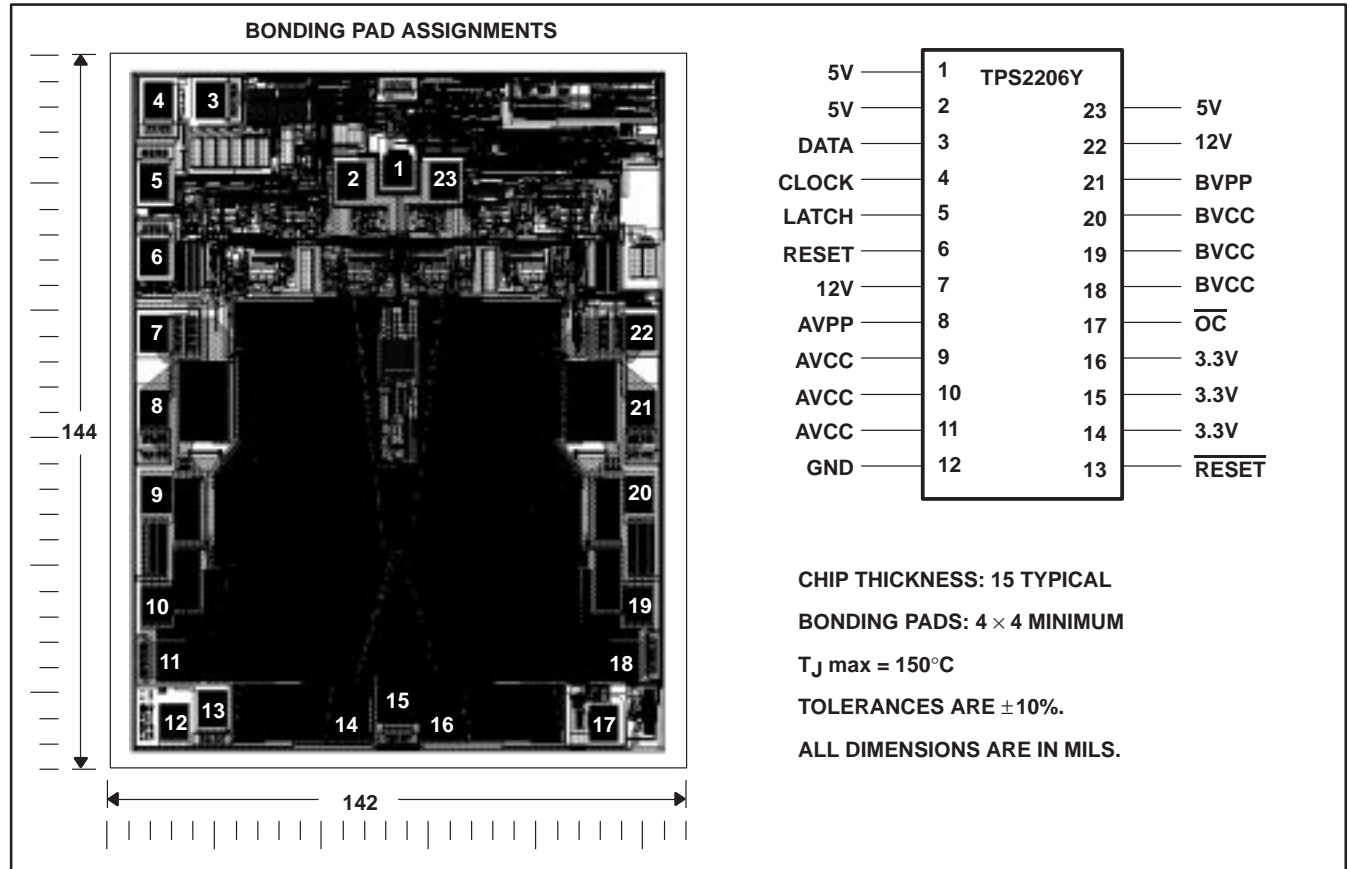 BONDING PAD ASSIGNMENTS
4
3
5
2
1
23
6
7
22
8
21
144
9
20
10
19
11
18
15
13
12
14
16
17
142
TPS2206Y
5V 1
5V 2
23 5V
DATA 3
22 12V
CLOCK 4
21 BVPP
LATCH 5
20 BVCC
RESET 6
19 BVCC
12V 7
18 BVCC
AVPP 8
17 O̅C̅
AVCC 9
16 3.3V
AVCC 10
15 3.3V
AVCC 11
14 3.3V
GND 12
13 R̅E̅S̅E̅T̅
CHIP THICKNESS: 15 TYPICAL
BONDING PADS: 4 × 4 MINIMUM
TJ max = 150°C
TOLERANCES ARE ±10%.
ALL DIMENSIONS ARE IN MILS.